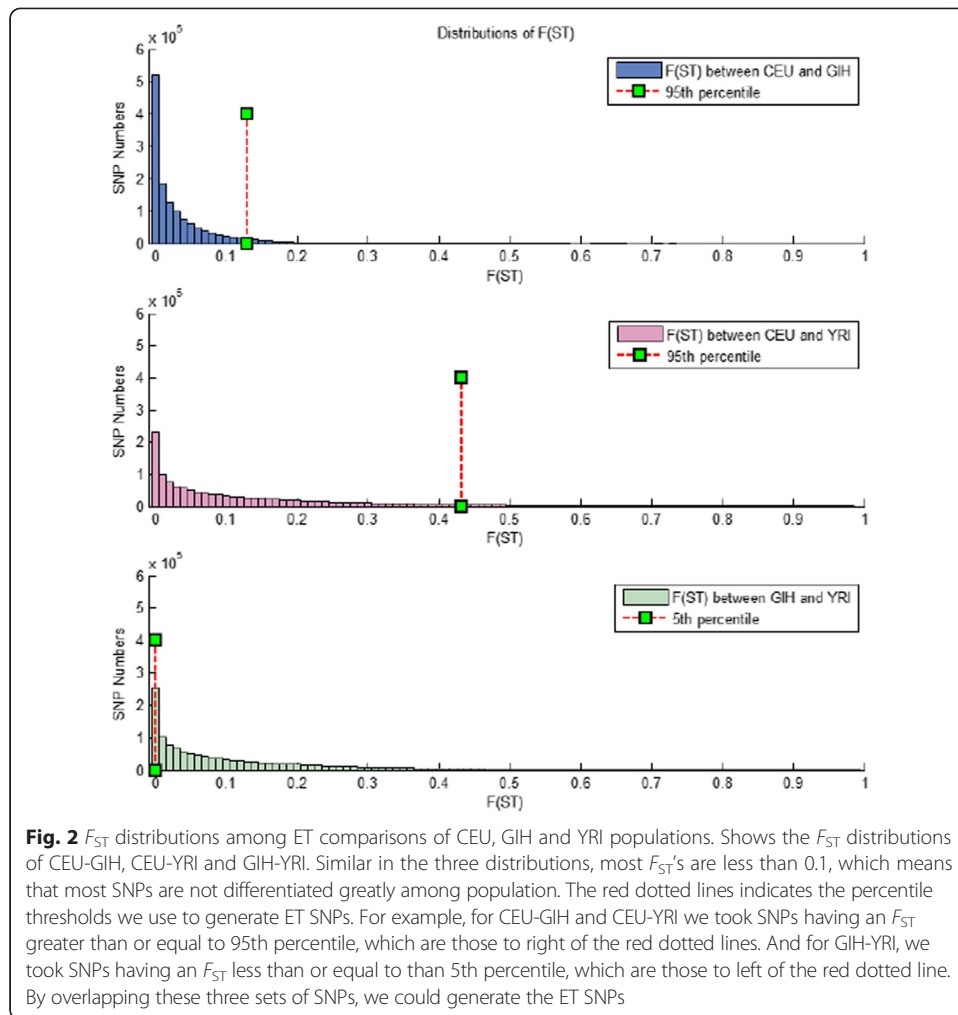 Distributions of F(ST)
x 10^5
6
5
4
3
2
1
0
SNP Numbers
F(ST) between CEU and GIH
95th percentile
0.1 0.2 0.3 0.4 0.5 0.6 0.7 0.8 0.9 1
F(ST)
x 10^5
6
5
4
3
2
1
0
SNP Numbers
F(ST) between CEU and YRI
95th percentile
0 0.1 0.2 0.3 0.4 0.5 0.6 0.7 0.8 0.9 1
F(ST)
x 10^5
6
5
4
3
2
1
0
SNP Numbers
F(ST) between GIH and YRI
5th percentile
0 0.1 0.2 0.3 0.4 0.5 0.6 0.7 0.8 0.9 1
F(ST)
Fig. 2 FST distributions among ET comparisons of CEU, GIH and YRI populations. Shows the FST distributions
of CEU-GIH, CEU-YRI and GIH-YRI. Similar in the three distributions, most FST's are less than 0.1, which means
that most SNPs are not differentiated greatly among population. The red dotted lines indicates the percentile
thresholds we use to generate ET SNPs. For example, for CEU-GIH and CEU-YRI we took SNPs having an FST
greater than or equal to 95th percentile, which are those to right of the red dotted lines. And for GIH-YRI, we
took SNPs having an FST less than or equal to than 5th percentile, which are those to left of the red dotted line.
By overlapping these three sets of SNPs, we could generate the ET SNPs